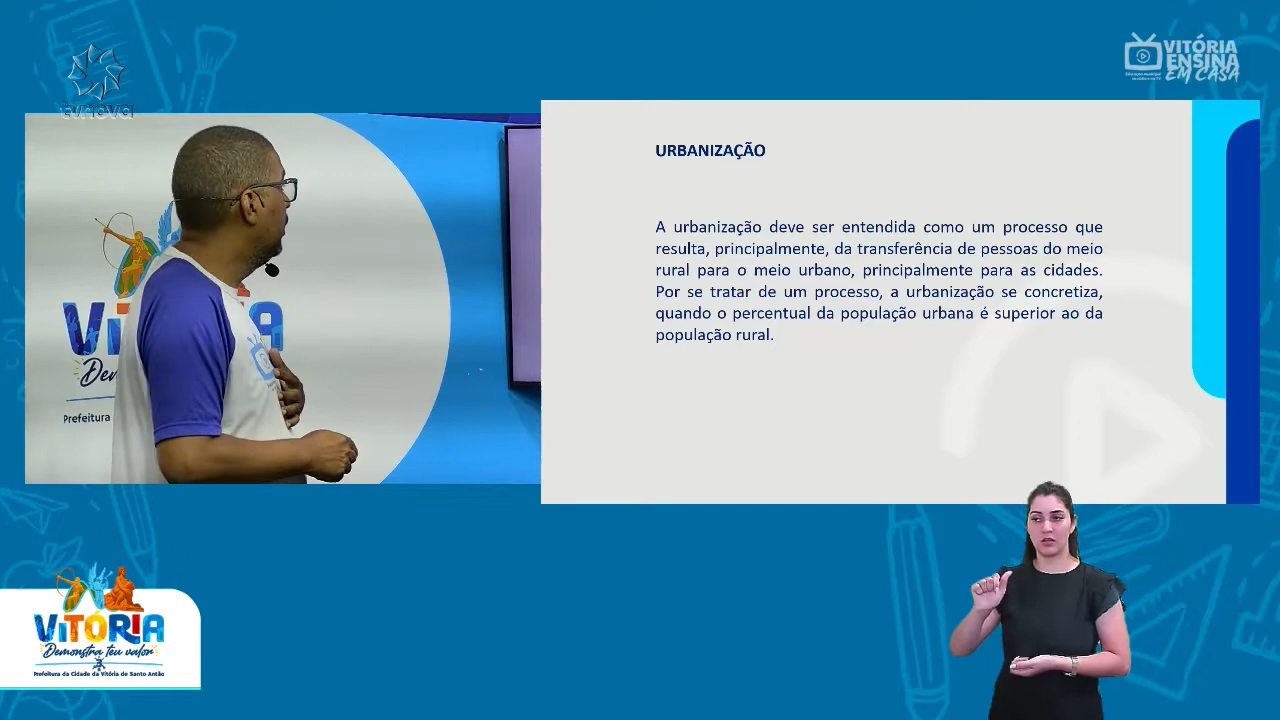 tvnova
VITÓRIA
ENSINA
EM CASA
URBANIZAÇÃO
A urbanização deve ser entendida como um processo que
resulta, principalmente, da transferência de pessoas do meio
rural para o meio urbano, principalmente para as cidades.
Por se tratar de um processo, a urbanização se concretiza,
quando o percentual da população urbana é superior ao da
população rural.
Prefeitura
VITÓRIA
Demonstra teu valor
Prefeitura da Cidade da Vitória de Santo Antão